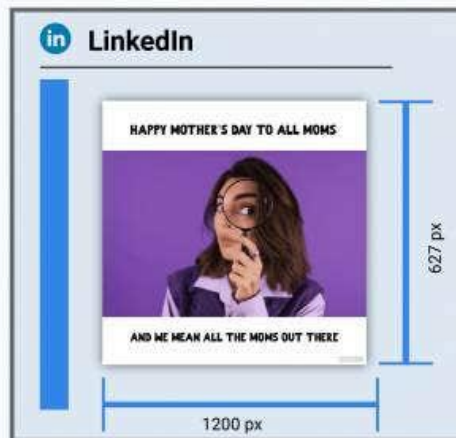 in LinkedIn
HAPPY MOTHER'S DAY TO ALL MOMS
627 px
AND WE MEAN ALL THE MOMS OUT THERE
1200 px